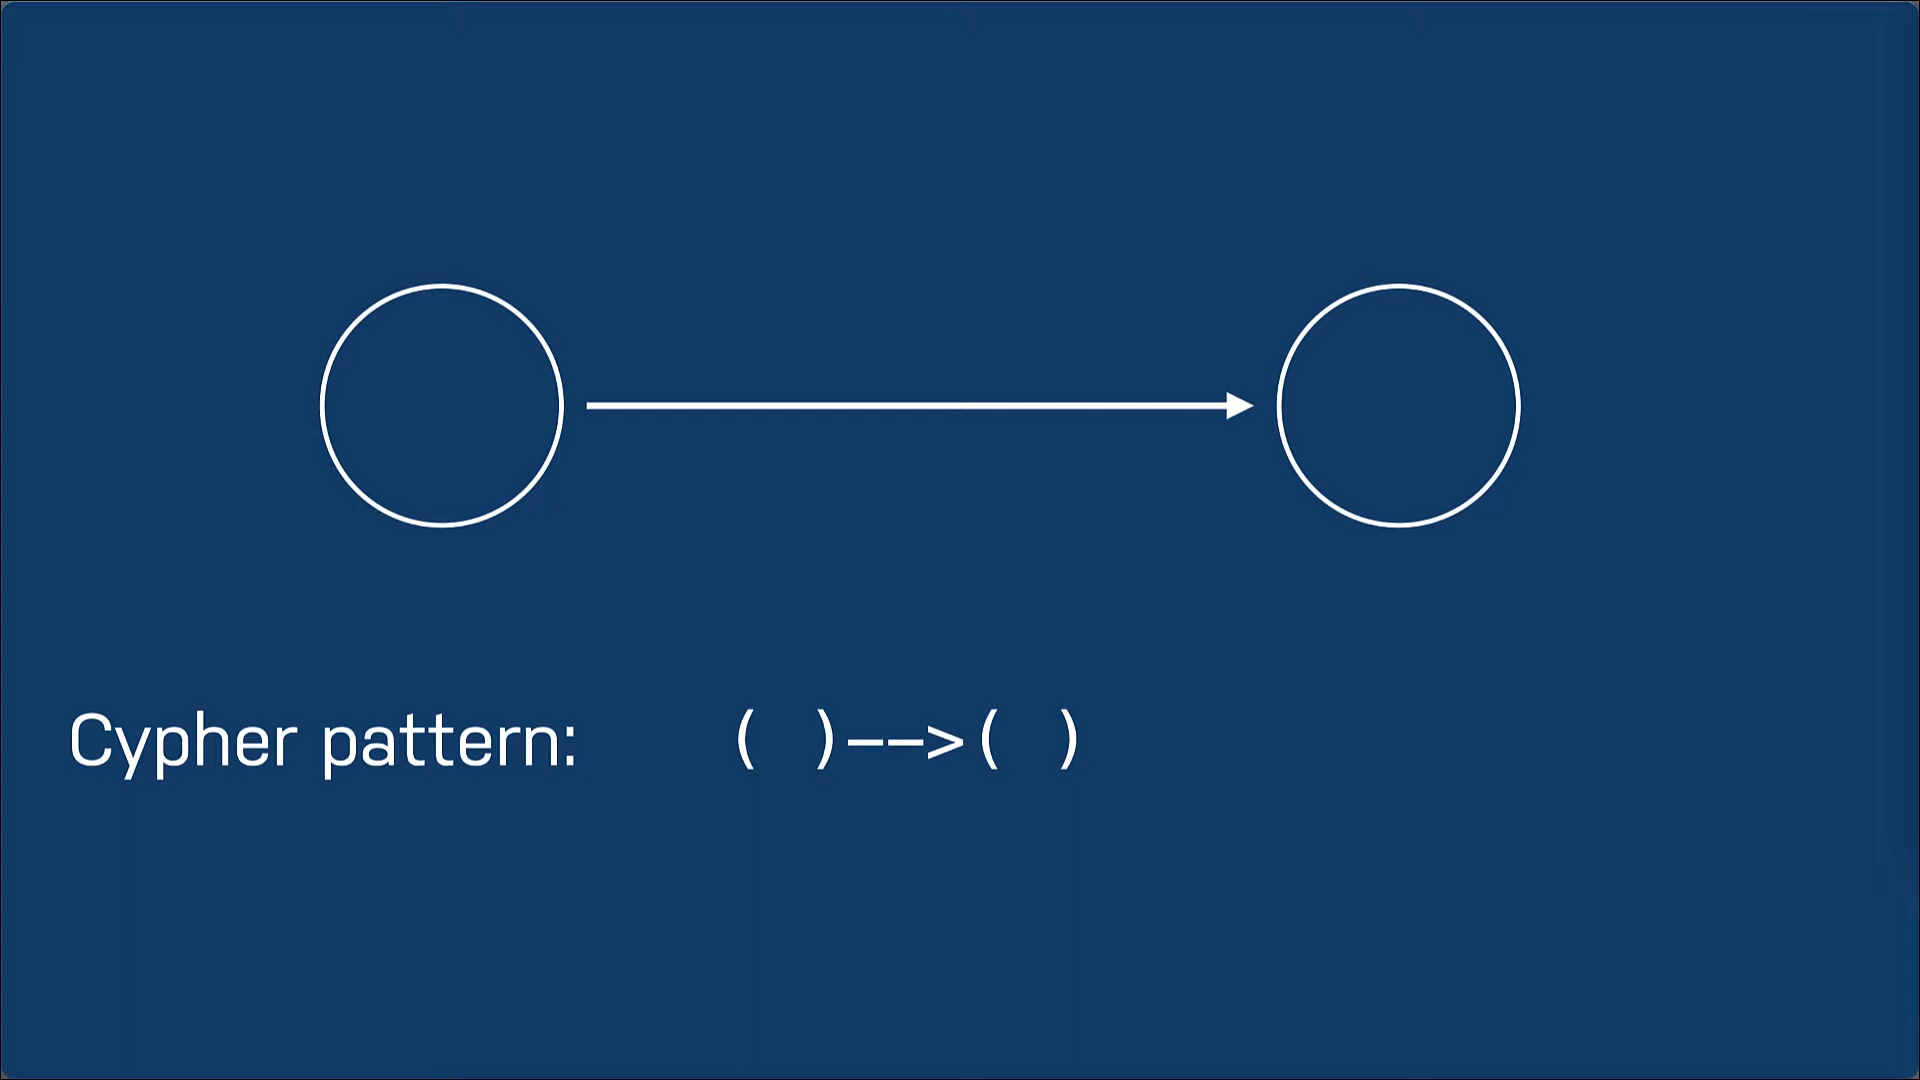 Cypher pattern: ( )-->( )